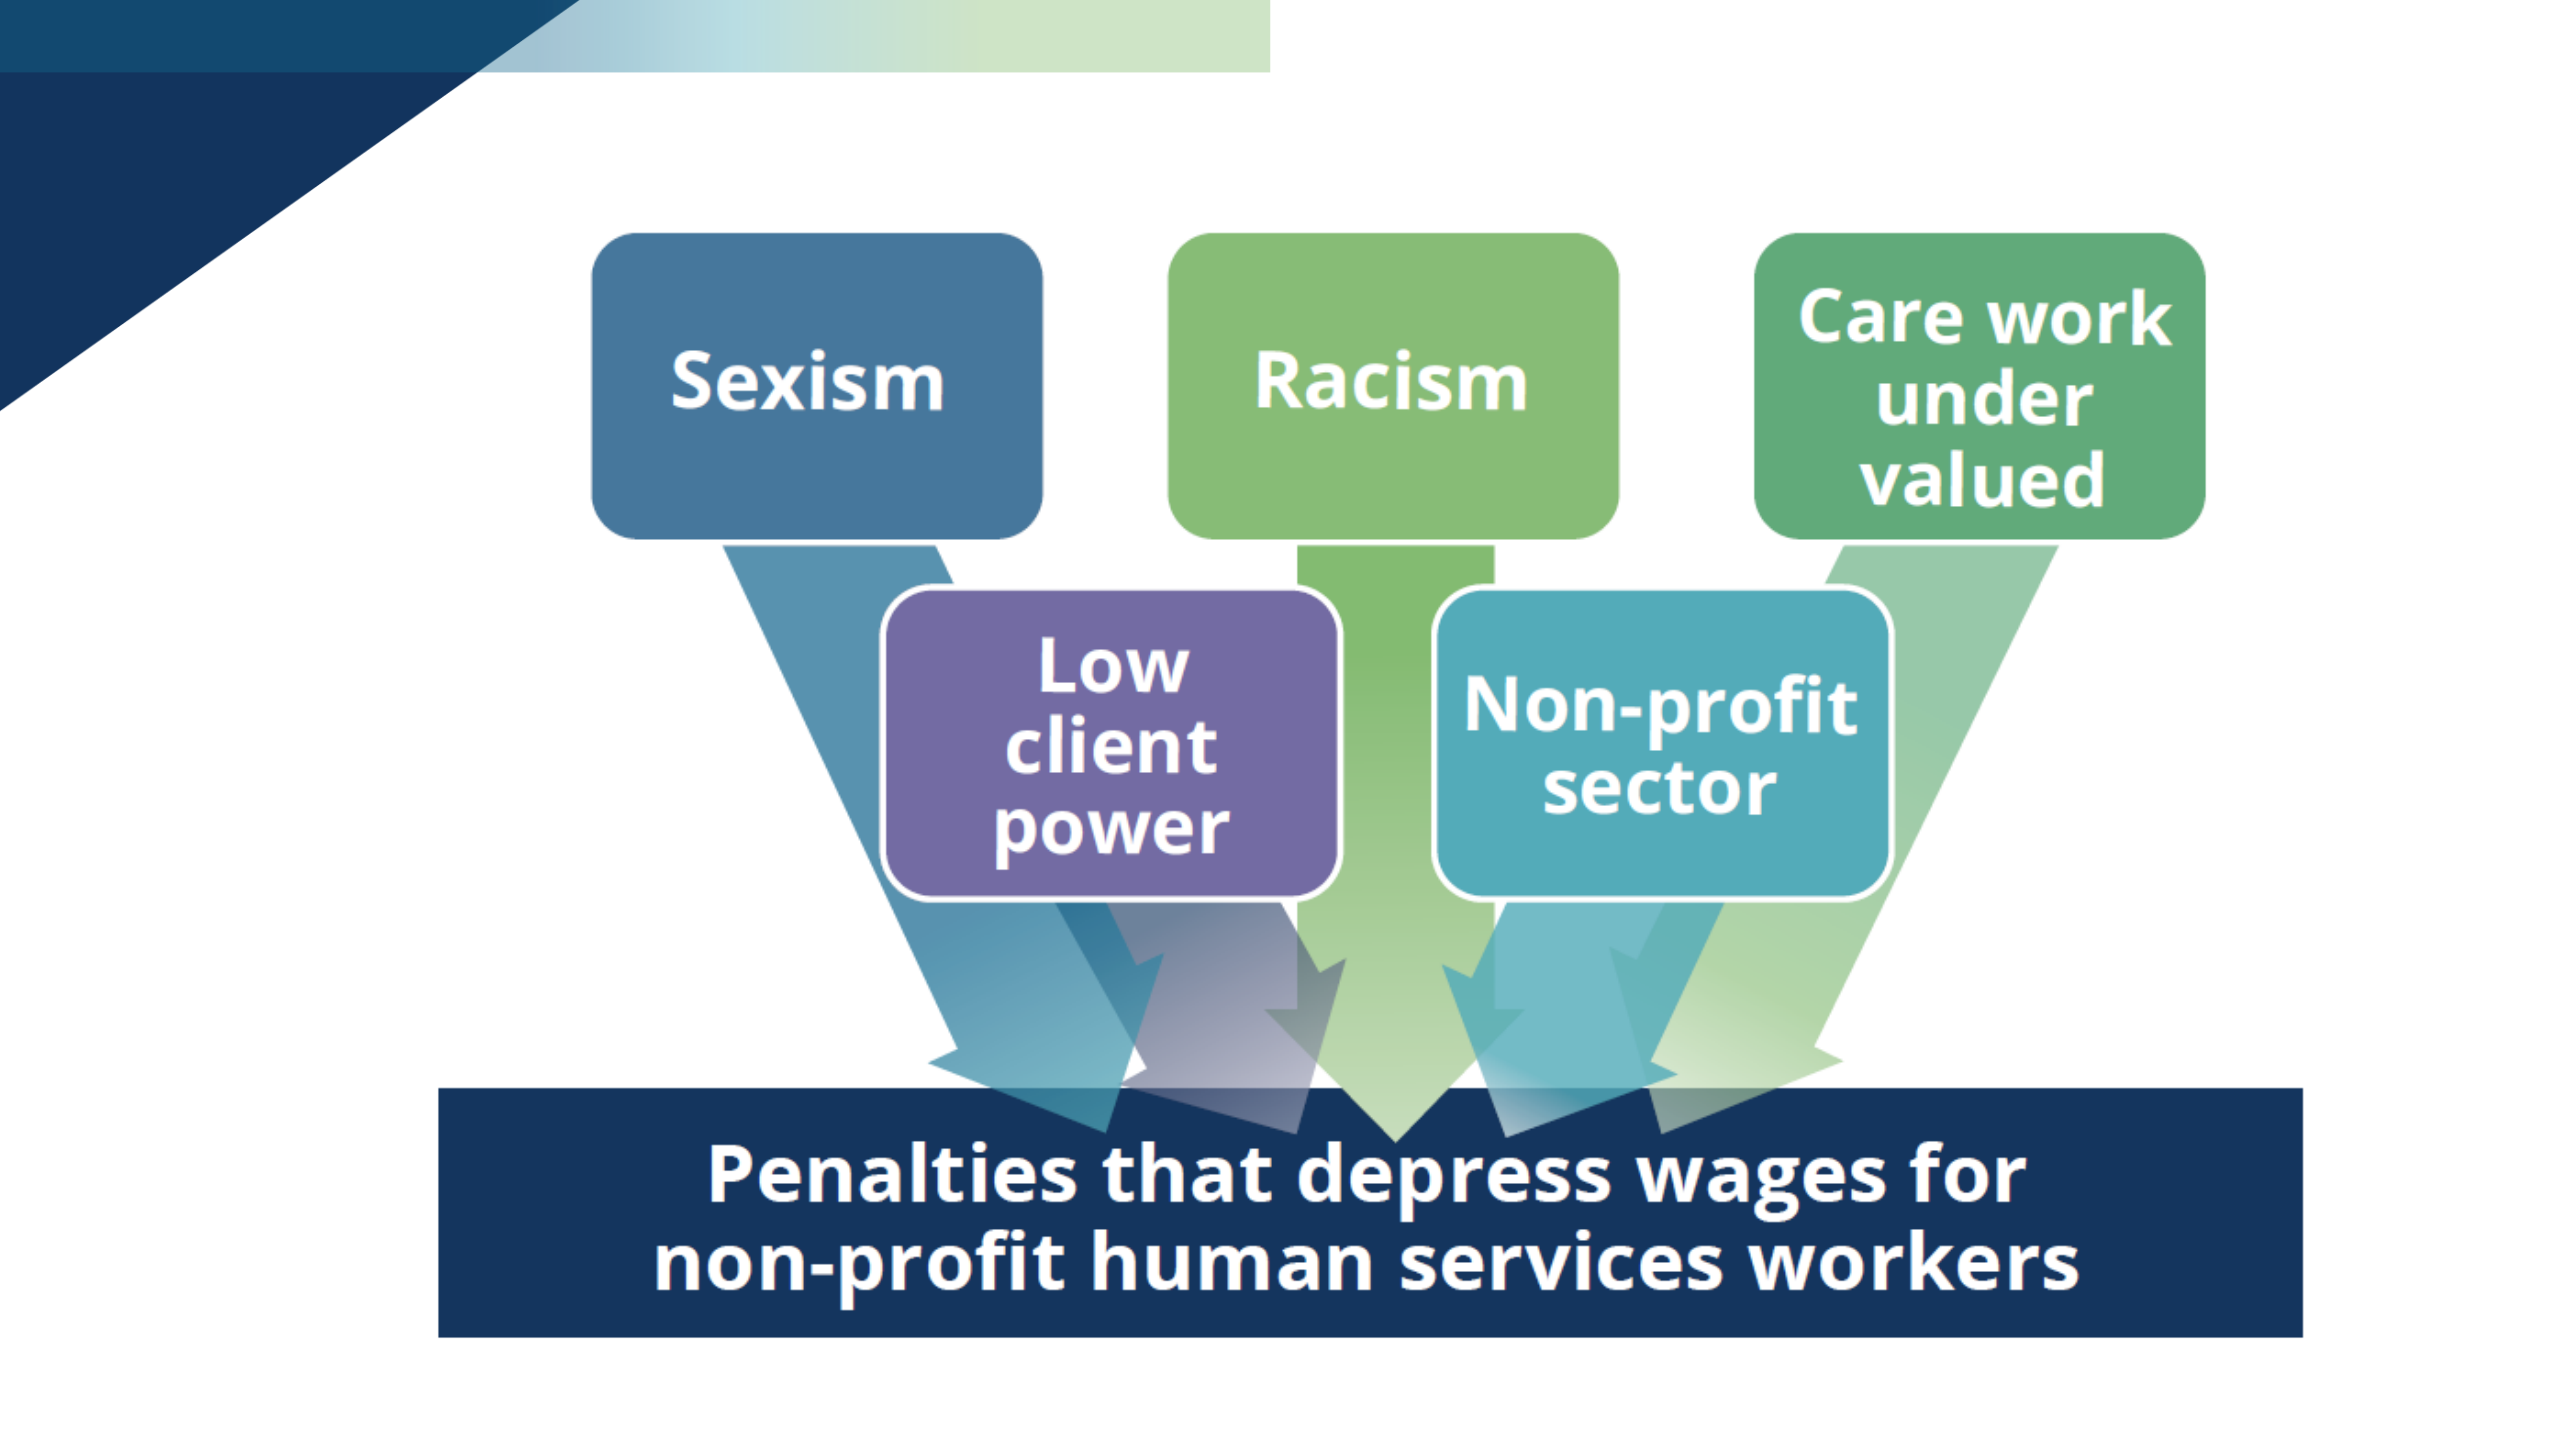 Sexism
Racism
Care work
under
valued
Low
client
power
Non-profit
sector
Penalties that depress wages for
non-profit human services workers